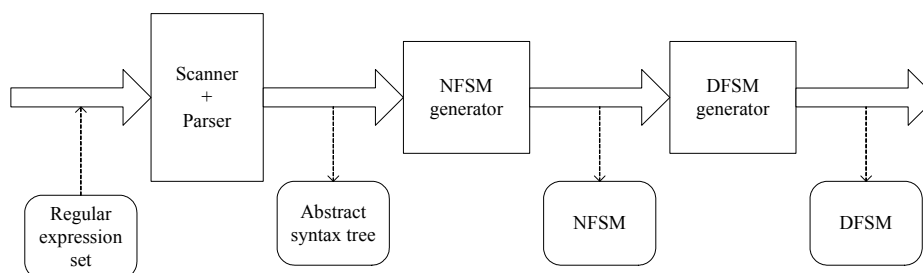 Scanner
+
Parser
NFSM
generator
DFSM
generator
Regular
expression
set
Abstract
syntax tree
NFSM
DFSM